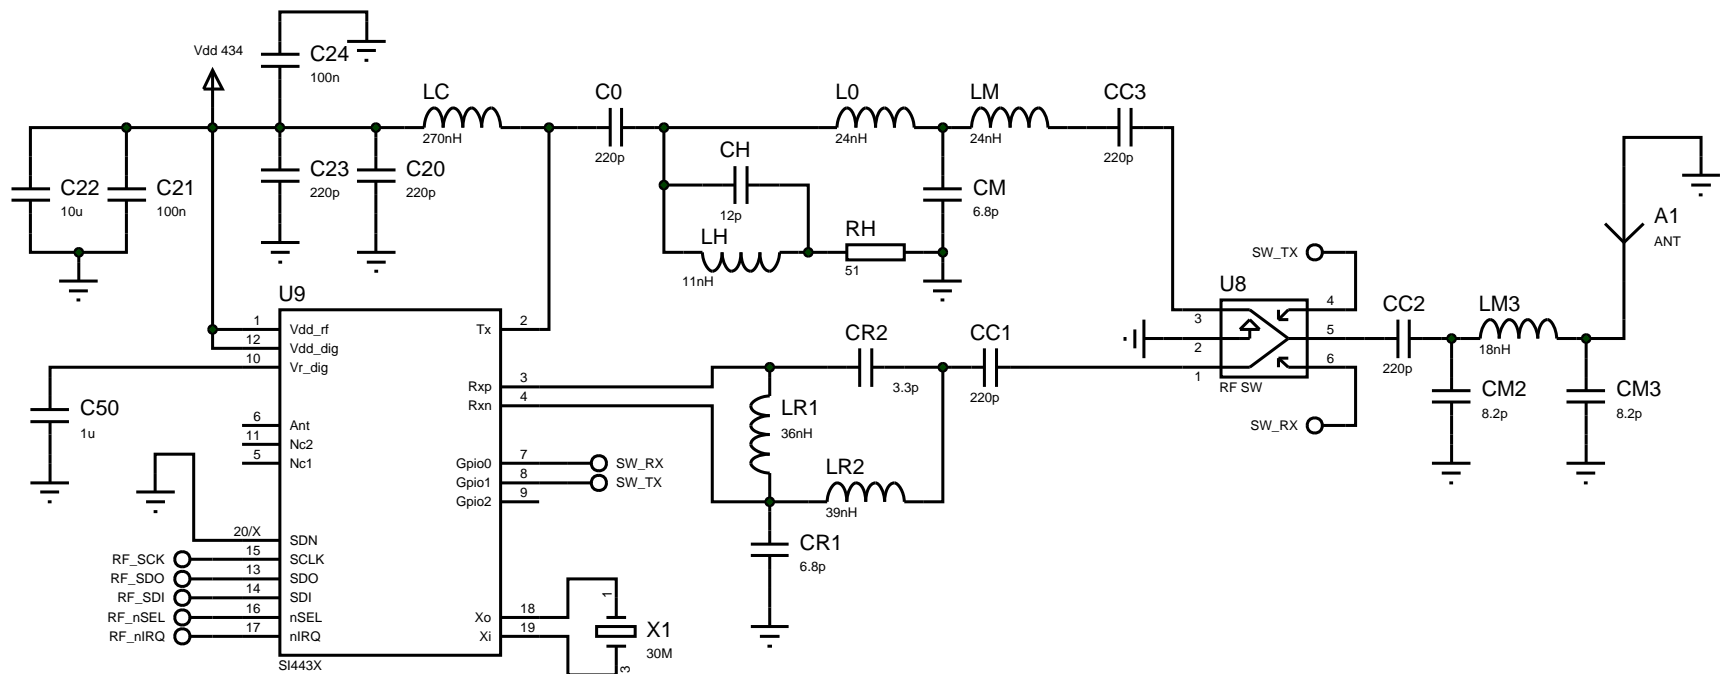 Vdd 434
C24
100n
LC
270nH
C0
220p
L0
24nH
LM
24nH
CC3
220p
C22
10u
C21
100n
C23
220p
C20
220p
CH
12p
LH
11nH
RH
51
CM
6.8p
A1
ANT
SW_TX
U8
3
2
1
4
5
6
RF SW
SW_RX
CC2
220p
LM3
18nH
CM2
8.2p
CM3
8.2p
U9
1 Vdd_rf
12 Vdd_dig
10 Vr_dig
6 Ant
11 Nc2
5 Nc1
20/X SDN
RF_SCK 15 SCLK
RF_SDO 13 SDO
RF_SDI 14 SDI
RF_nSEL 16 nSEL
RF_nIRQ 17 nIRQ
SI443X
Tx 2
Rxp 3
Rxn 4
Gpio0 7 SW_RX
Gpio1 8 SW_TX
Gpio2 9
Xo 18
Xi 19
C50
1u
CR2
3.3p
CC1
220p
LR1
36nH
LR2
39nH
CR1
6.8p
1
X1
30M
3